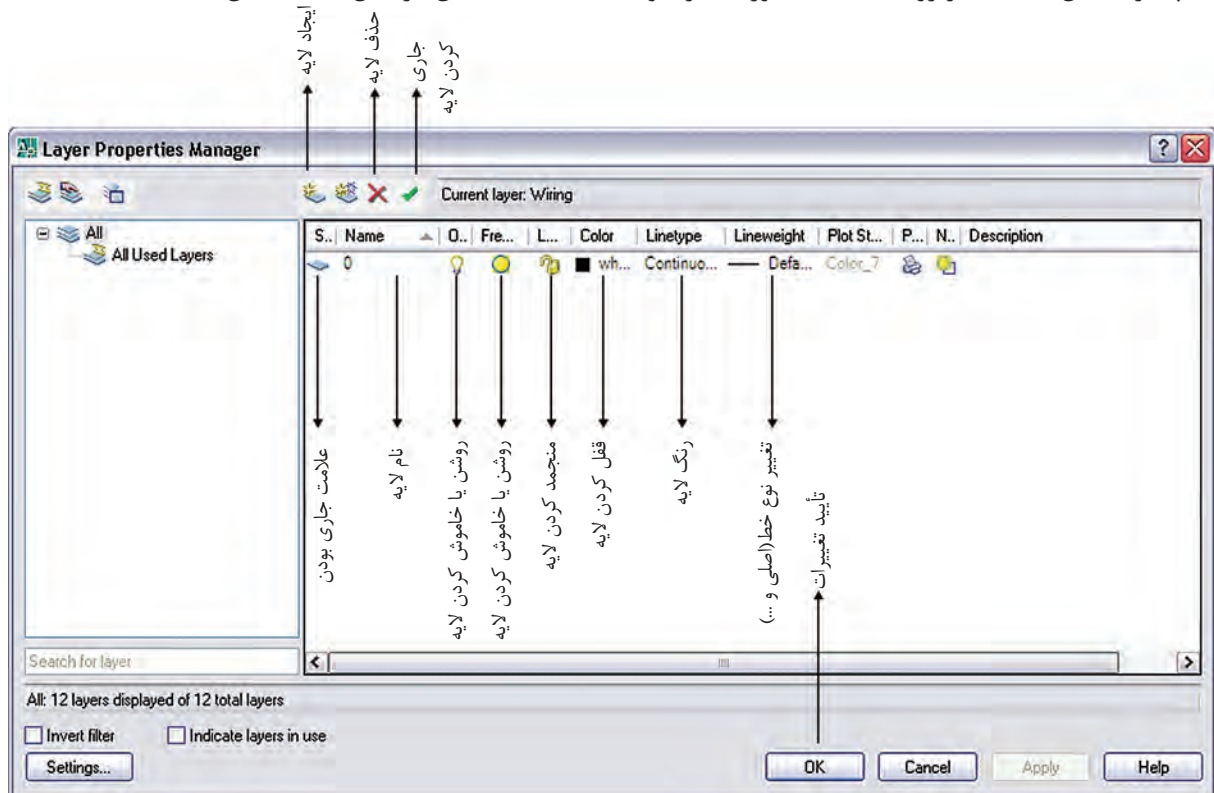 ایجاد لایه
حذف لایه
جاری
کردن لایه
Layer Properties Manager
Current layer: Wiring
All
All Used Layers
S.. Name O.. Fre... L... Color Linetype Lineweight Plot St... P... N.. Description
0 wh... Continuo... Defa... Color_7
علامت جاری بودن
نام لایه
روشن یا خاموش کردن لایه
روشن یا خاموش کردن لایه
منجمد کردن لایه
قفل کردن لایه
رنگ لایه
تغییر نوع خط(اصلی و ...)
تأیید تغییرات
Search for layer
All: 12 layers displayed of 12 total layers
Invert filter Indicate layers in use
Settings... OK Cancel Apply Help